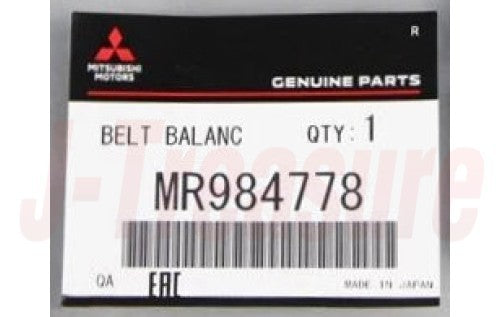 R
MITSUBISHI
MOTORS
GENUINE PARTS
BELT BALANC QTY: 1
MR984778
QA EAC MADE IN JAPAN
J-Treasure